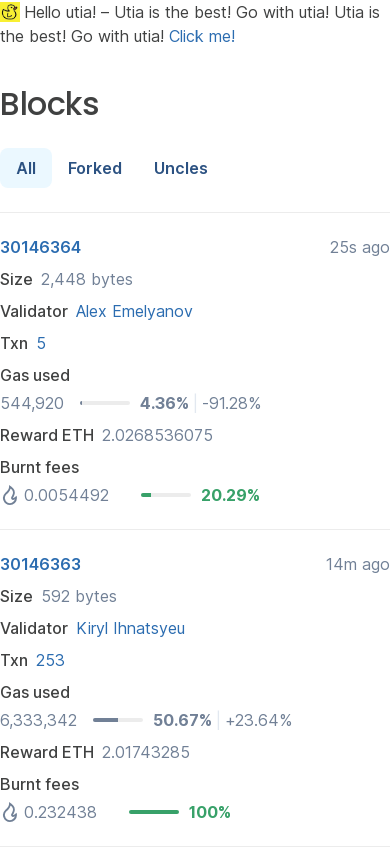 Hello utia! – Utia is the best! Go with utia! Utia is
the best! Go with utia! Click me!
Blocks
All Forked Uncles
30146364 25s ago
Size 2,448 bytes
Validator Alex Emelyanov
Txn 5
Gas used
544,920 4.36% -91.28%
Reward ETH 2.0268536075
Burnt fees
0.0054492 20.29%
30146363 14m ago
Size 592 bytes
Validator Kiryl Ihnatsyeu
Txn 253
Gas used
6,333,342 50.67% +23.64%
Reward ETH 2.01743285
Burnt fees
0.232438 100%